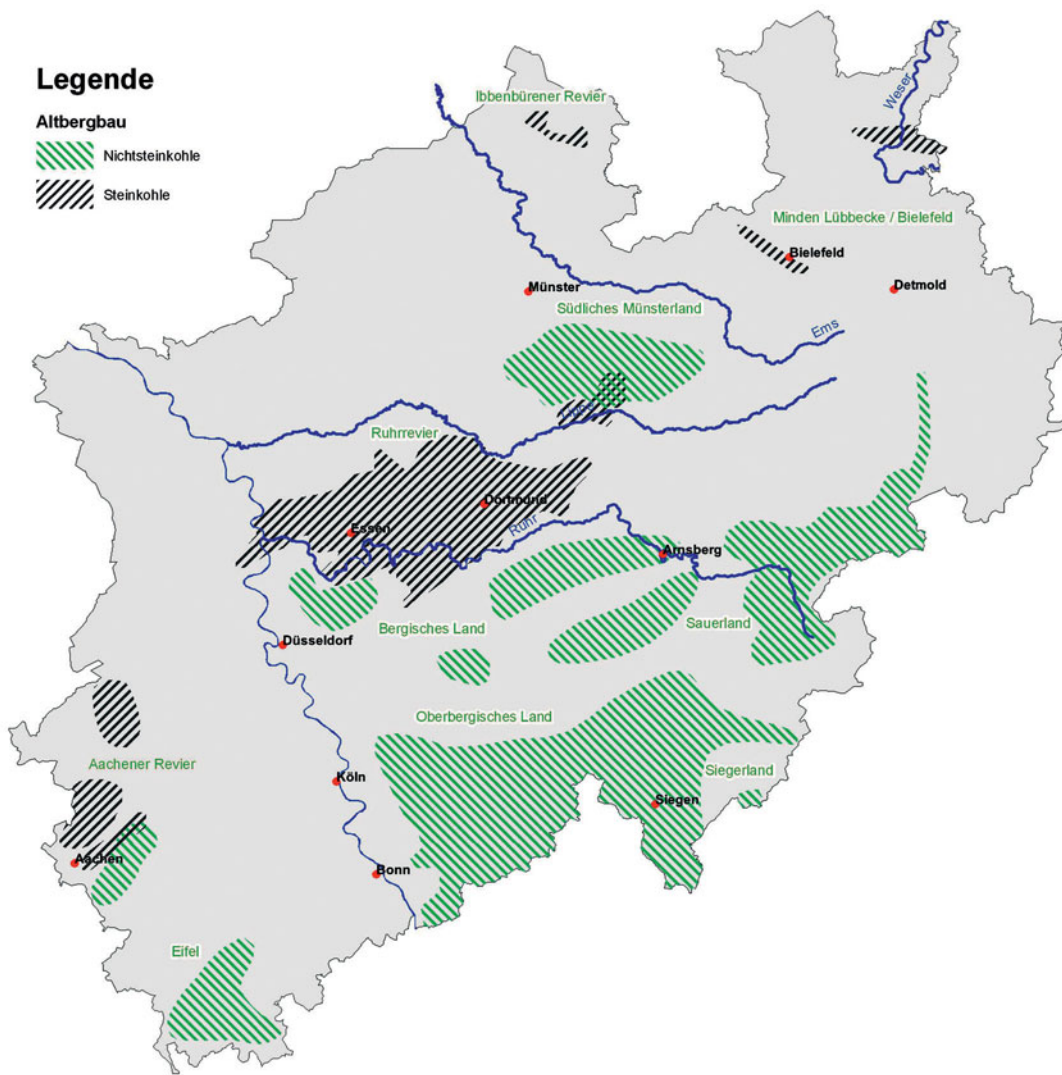 Legende
Altbergbau
Nichtsteinkohle
Steinkohle
Ibbenbürener Revier
Weser
Minden Lübbecke / Bielefeld
Bielefeld
Detmold
Münster
Südliches Münsterland
Ems
Ruhrrevier
Dortmund
Essen
Ruhr
Arnsberg
Bergisches Land
Sauerland
Düsseldorf
Oberbergisches Land
Aachener Revier
Köln
Siegerland
Siegen
Aachen
Bonn
Eifel